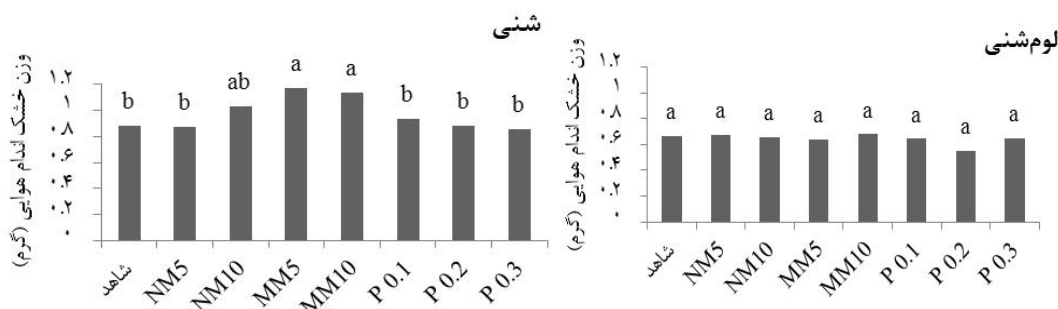 شنی
وزن خشک اندام هوایی (گرم)
۱.۲
۱
۰.۸
۰.۶
۰.۴
۰.۲
۰
b
b
ab
a
a
b
b
b
شاهد
NM5
NM10
MM5
MM10
P 0.1
P 0.2
P 0.3
لوم‌شنی
وزن خشک اندام هوایی (گرم)
۱.۲
۱
۰.۸
۰.۶
۰.۴
۰.۲
۰
a
a
a
a
a
a
a
a
شاهد
NM5
NM10
MM5
MM10
P 0.1
P 0.2
P 0.3